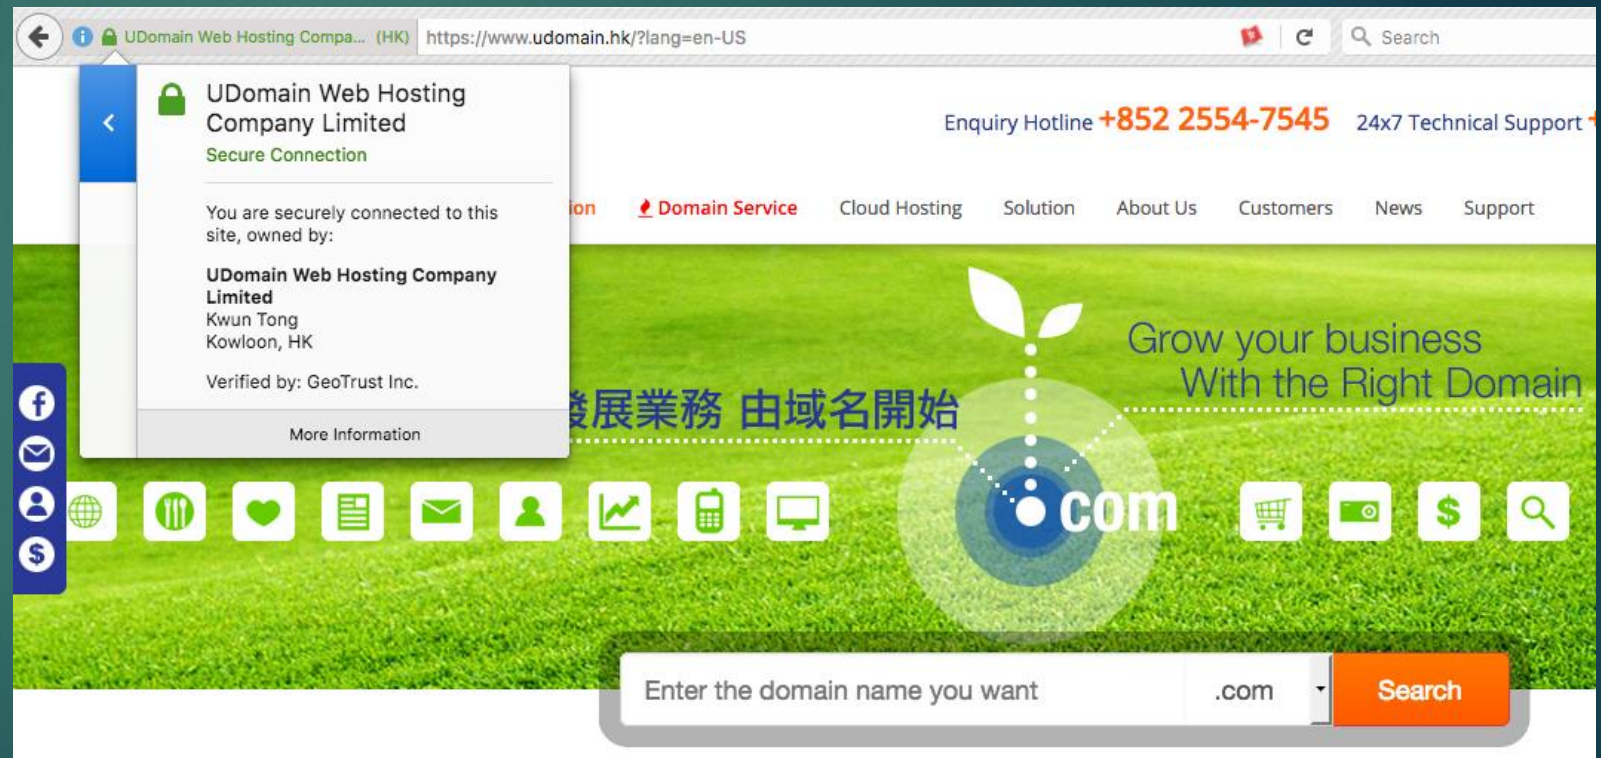 UDomain Web Hosting Compa... (HK) https://www.udomain.hk/?lang=en-US Search
UDomain Web Hosting
Company Limited
Secure Connection
You are securely connected to this
site, owned by:
UDomain Web Hosting Company
Limited
Kwun Tong
Kowloon, HK
Verified by: GeoTrust Inc.
More Information
Enquiry Hotline +852 2554-7545 24x7 Technical Support +
Domain Service Cloud Hosting Solution About Us Customers News Support
Grow your business
With the Right Domain
發展業務 由域名開始
.com
Enter the domain name you want .com Search